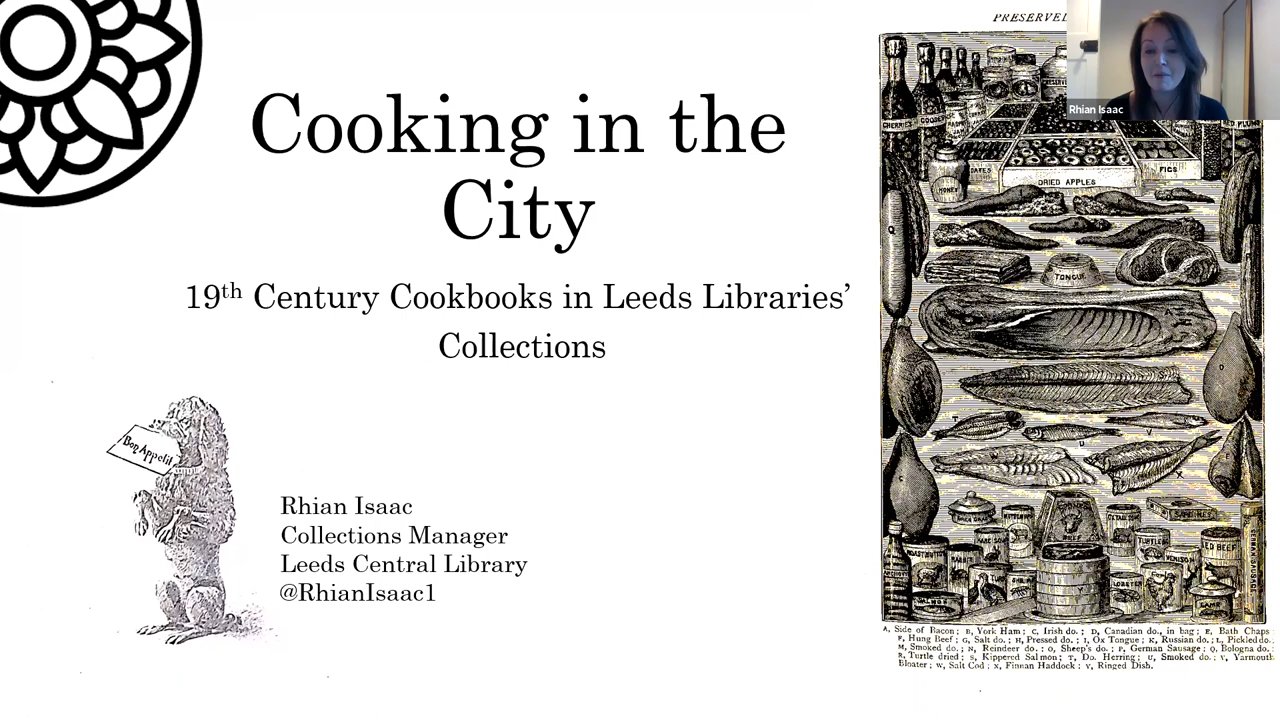 Cooking in the
City
19th Century Cookbooks in Leeds Libraries’
Collections
Bon Appetit
Rhian Isaac
Collections Manager
Leeds Central Library
@RhianIsaac1
Rhian Isaac
CHERRIES
HONEY
DATES
DRIED APPLES
FIGS
TONGUE
A, Side of Bacon; B, York Ham; C, Irish do.; D, Canadian do., in bag; E, Bath Chaps
F, Hung Beef; G, Salt do.; H, Pressed do.; I, Ox Tongue; K, Russian do.; L, Pickled do.
M, Smoked do.; N, Reindeer do.; O, Sheep's do.; P, German Sausage; Q, Bologna do.
R, Turtle dried; S, Kippered Salmon; T, Do. Herring; U, Smoked do.; V, Yarmouth
Bloater; W, Salt Cod; X, Finnan Haddock; Y, Ringed Dish.